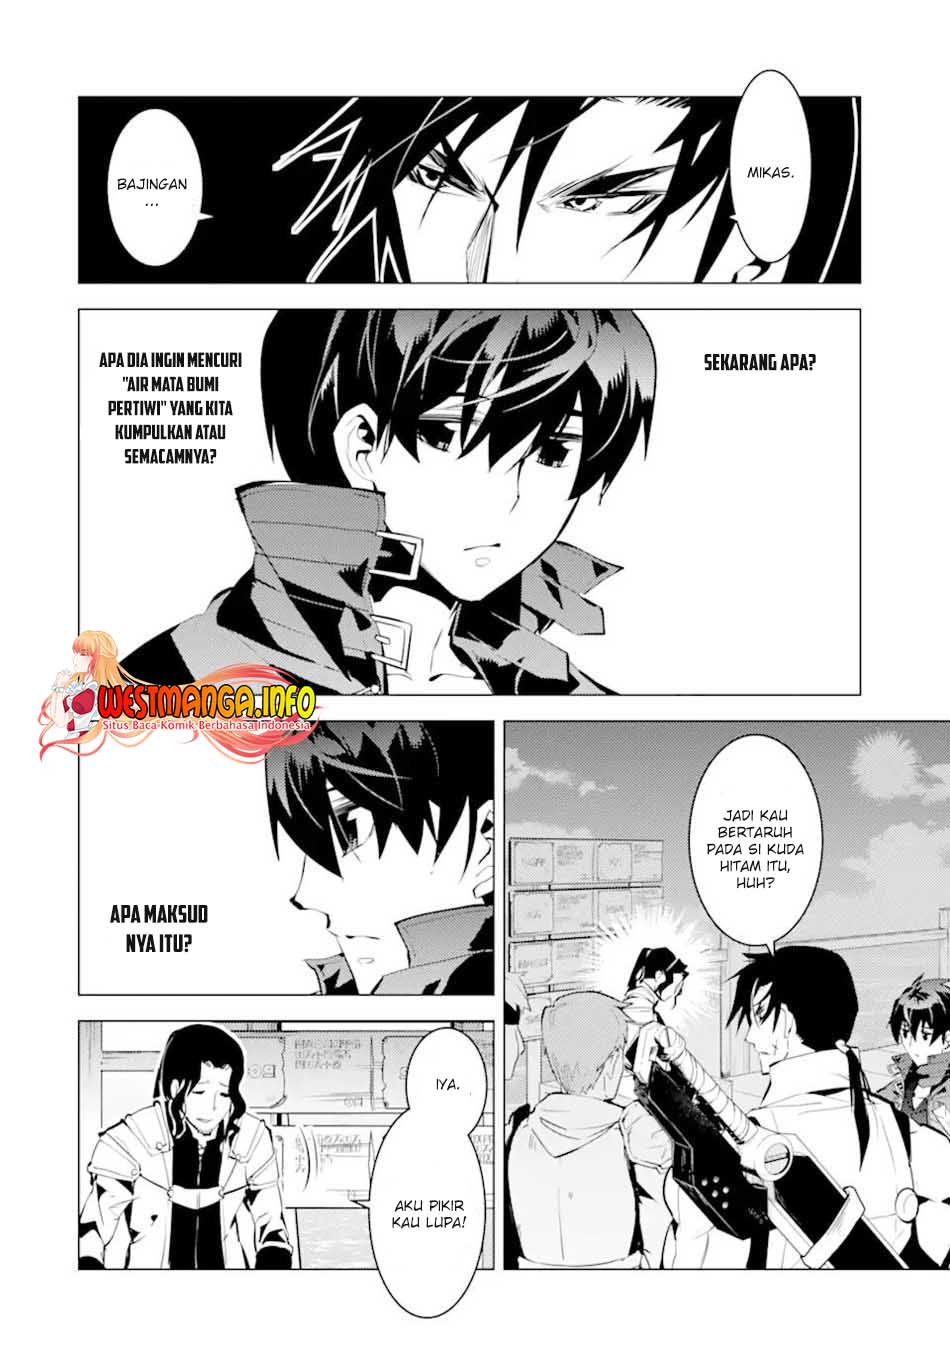 MIKAS.
BAJINGAN
...
SEKARANG APA?
APA DIA INGIN MENCURI
"AIR MATA BUMI
PERTIWI" YANG KITA
KUMPULKAN ATAU
SEMACAMNYA?
WESTMANGA.INFO
Situs Baca Komik Berbahasa Indonesia
JADI KAU
BERTARUH
PADA SI KUDA
HITAM ITU,
HUH?
APA MAKSUD
NYA ITU?
IYA.
AKU PIKIR
KAU LUPA!